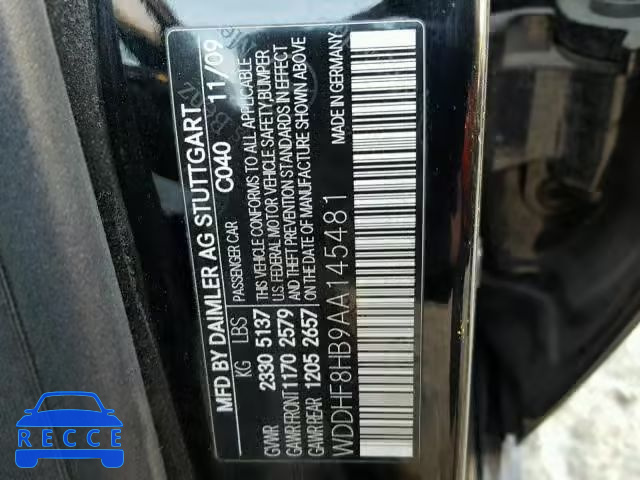 MFD BY DAIMLER AG STUTTGART
C040 11/09
PASSENGER CAR
KG LBS
GVWR 2330 5137
GAWR FRONT 1170 2579
GAWR REAR 1205 2657
THIS VEHICLE CONFORMS TO ALL APPLICABLE
U.S. FEDERAL MOTOR VEHICLE SAFETY, BUMPER
AND THEFT PREVENTION STANDARDS IN EFFECT
ON THE DATE OF MANUFACTURE SHOWN ABOVE
WDDHF8HB9AA145481
MADE IN GERMANY
RECCE